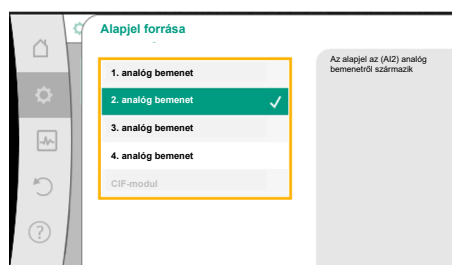 Alapjel forrása
1. analóg bemenet
2. analóg bemenet
3. analóg bemenet
4. analóg bemenet
CIF-modul
Az alapjel az (AI2) analóg
bemenetről származik
?